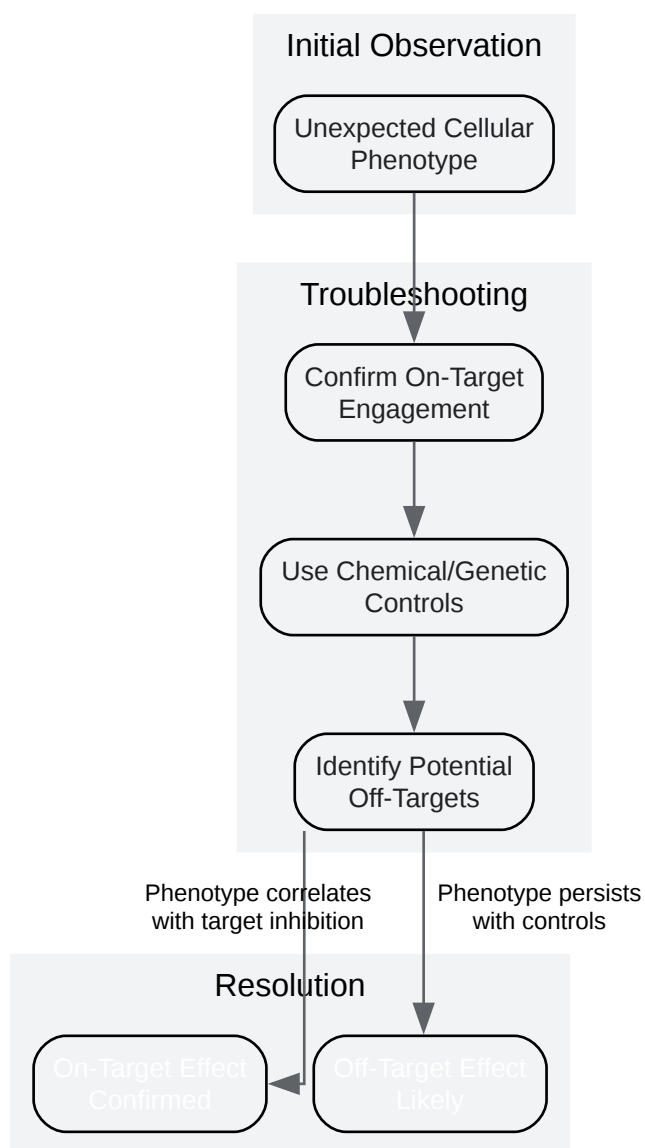 Initial Observation
Unexpected Cellular
Phenotype
Troubleshooting
Confirm On-Target
Engagement
Use Chemical/Genetic
Controls
Identify Potential
Off-Targets
Phenotype correlates
with target inhibition
Phenotype persists
with controls
Resolution
On-Target Effect
Confirmed
Off-Target Effect
Likely